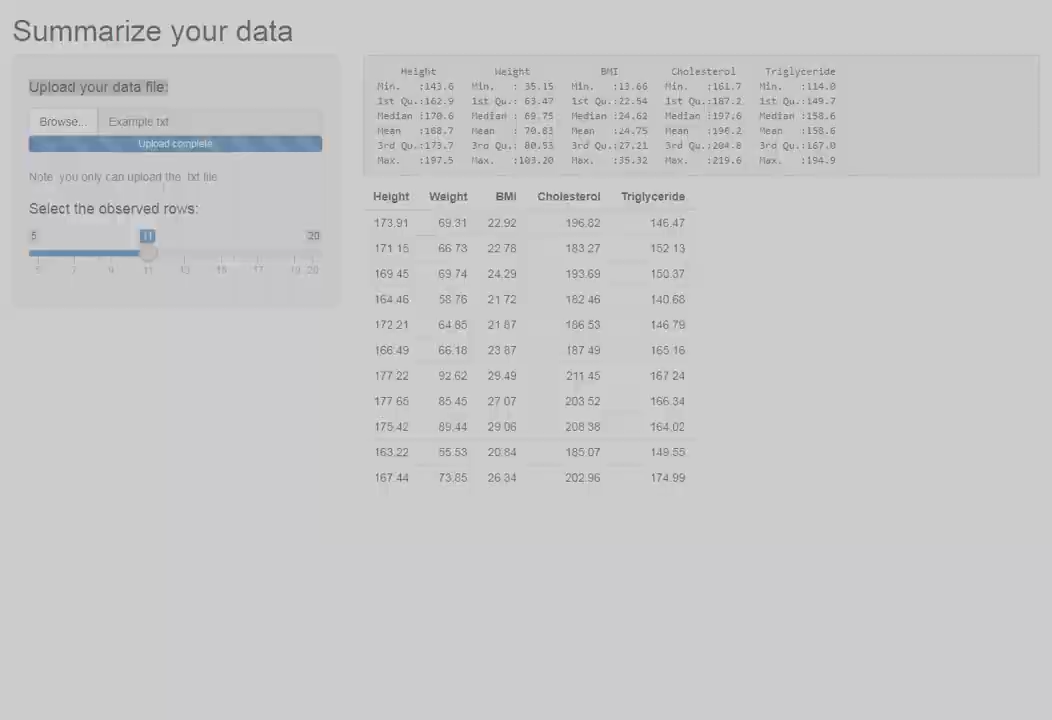 Summarize your data
Upload your data file:
Browse... Example txt
Upload complete
Note you only can upload the .txt file
Select the observed rows:
5 11 20
5 7 9 11 13 15 17 19 20
Height Weight BMI Cholesterol Triglyceride
Min. :143.6 Min. : 35.15 Min. :13.66 Min. :161.7 Min. :114.0
1st Qu.:162.9 1st Qu.: 63.47 1st Qu.:22.54 1st Qu.:187.2 1st Qu.:149.7
Median :170.6 Median : 69.75 Median :24.62 Median :197.6 Median :158.6
Mean :168.7 Mean : 70.83 Mean :24.75 Mean :196.2 Mean :158.6
3rd Qu.:173.7 3rd Qu.: 80.53 3rd Qu.:27.21 3rd Qu.:204.8 3rd Qu.:167.0
Max. :197.5 Max. :103.20 Max. :35.32 Max. :219.6 Max. :194.9
Height Weight BMI Cholesterol Triglyceride
173.91 69.31 22.92 196.82 146.47
171 15 66 73 22 78 183 27 152 13
169 45 69 74 24 29 193 69 150 37
164 46 58 76 21 72 182 46 140 68
172 21 64 85 21 87 186 53 146 79
166 49 66 18 23 87 187 49 165 16
177 22 92 62 29 49 211 45 167 24
177 65 85 45 27 07 203 52 166 34
175 42 89 44 29 06 208 38 164 02
163.22 55.53 20 84 185 07 149 55
167 44 73.85 26 34 202 96 174 99